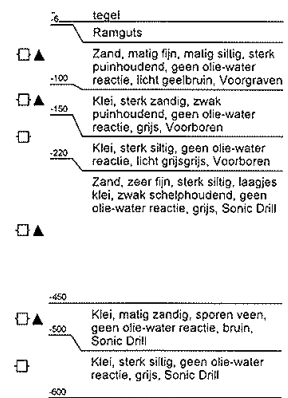 -6 tegel
Ramguts
Zand, matig fijn, matig siltig, sterk
puinhoudend, geen olie-water
reactie, licht geelbruin, Voorgraven
-100
Klei, sterk zandig, zwak
-150
puinhoudend, geen olie-water
reactie, grijs, Voorboren
Klei, sterk siltig, geen olie-water
-220
reactie, licht grijsgrijs, Voorboren
Zand, zeer fijn, sterk siltig, laagjes
klei, zwak schelphoudend, geen
olie-water reactie, grijs, Sonic Drill
-450
Klei, matig zandig, sporen veen,
-500
geen olie-water reactie, bruin,
Sonic Drill
Klei, sterk siltig, geen olie-water
reactie, grijs, Sonic Drill
-600